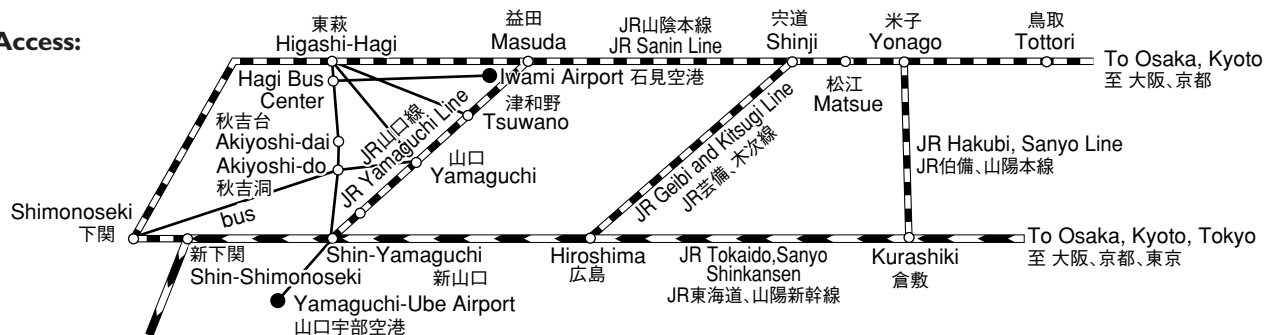 Access:
東萩
Higashi-Hagi
益田
Masuda
JR山陰本線
JR Sanin Line
宍道
Shinji
米子
Yonago
鳥取
Tottori
To Osaka, Kyoto
至 大阪、京都
Hagi Bus
Center
Iwami Airport 石見空港
松江
Matsue
津和野
Tsuwano
秋吉台
Akiyoshi-dai
Akiyoshi-do
秋吉洞
JR山口線
JR Yamaguchi Line
山口
Yamaguchi
JR Geibi and Kitsugi Line
JR芸備、木次線
JR Hakubi, Sanyo Line
JR伯備、山陽本線
bus
Shimonoseki
下関
新下関
Shin-Shimonoseki
Shin-Yamaguchi
新山口
Hiroshima
広島
JR Tokaido,Sanyo
Shinkansen
JR東海道、山陽新幹線
Kurashiki
倉敷
To Osaka, Kyoto, Tokyo
至 大阪、京都、東京
Yamaguchi-Ube Airport
山口宇部空港